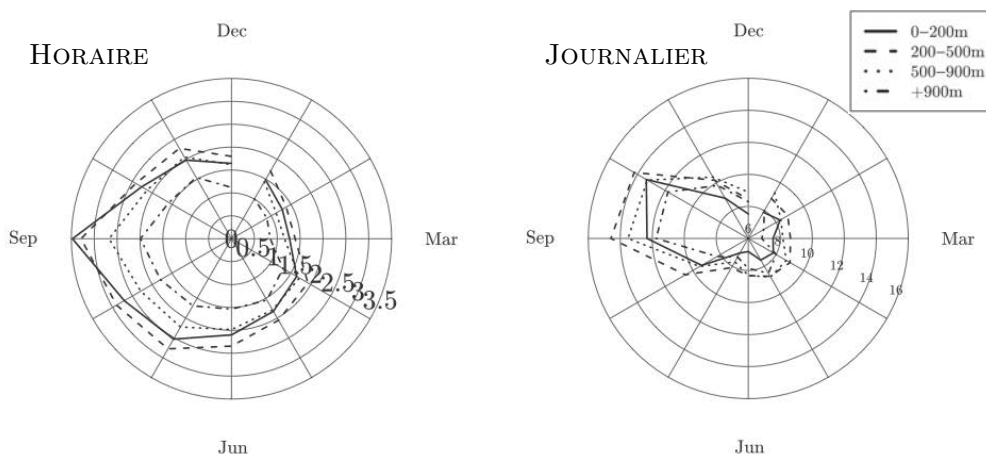 Dec
HORAIRE
Sep
Mar
Jun
0
0.5
1
1.5
2
2.5
3
3.5
Dec
JOURNALIER
Mar
Jun
6
8
10
12
14
16
0–200m
200–500m
500–900m
+900m